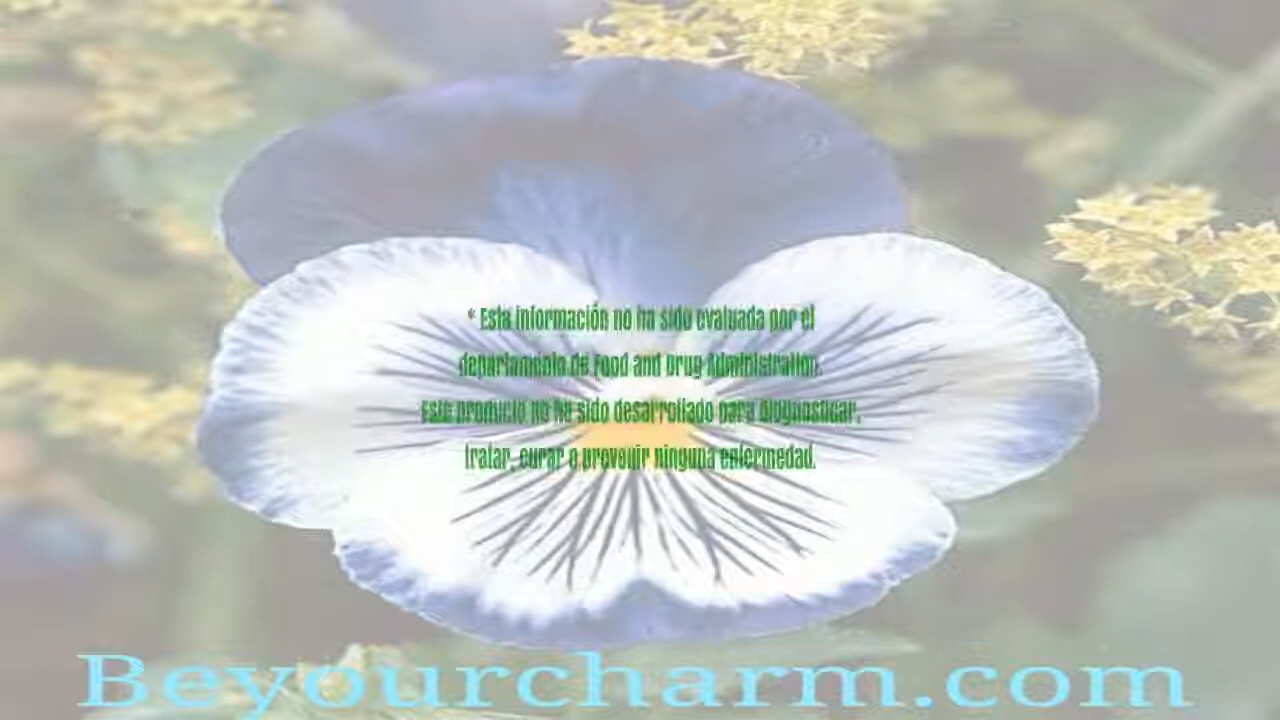 * Esta información no ha sido evaluada por el
departamento de Food and Drug Administration.
Este producto no ha sido desarrollado para diagnosticar,
tratar, curar o prevenir ninguna enfermedad.
Beyourcharm.com